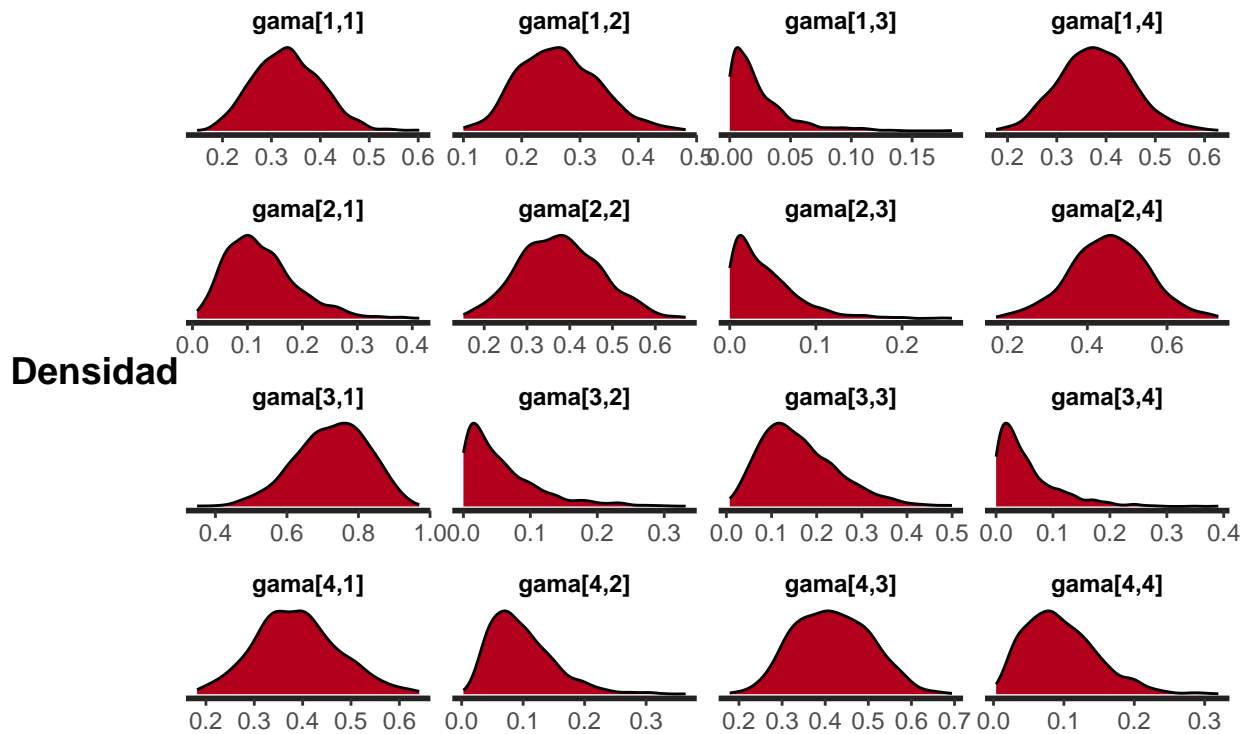 gama[1,1] gama[1,2] gama[1,3] gama[1,4]
0.2 0.3 0.4 0.5 0.6 0.1 0.2 0.3 0.4 0.5 0.00 0.05 0.10 0.15 0.2 0.3 0.4 0.5 0.6
gama[2,1] gama[2,2] gama[2,3] gama[2,4]
0.0 0.1 0.2 0.3 0.4 0.2 0.3 0.4 0.5 0.6 0.0 0.1 0.2 0.2 0.4 0.6
Densidad
gama[3,1] gama[3,2] gama[3,3] gama[3,4]
0.4 0.6 0.8 1.0 0.0 0.1 0.2 0.3 0.0 0.1 0.2 0.3 0.4 0.5 0.0 0.1 0.2 0.3 0.4
gama[4,1] gama[4,2] gama[4,3] gama[4,4]
0.2 0.3 0.4 0.5 0.6 0.0 0.1 0.2 0.3 0.2 0.3 0.4 0.5 0.6 0.7 0.0 0.1 0.2 0.3